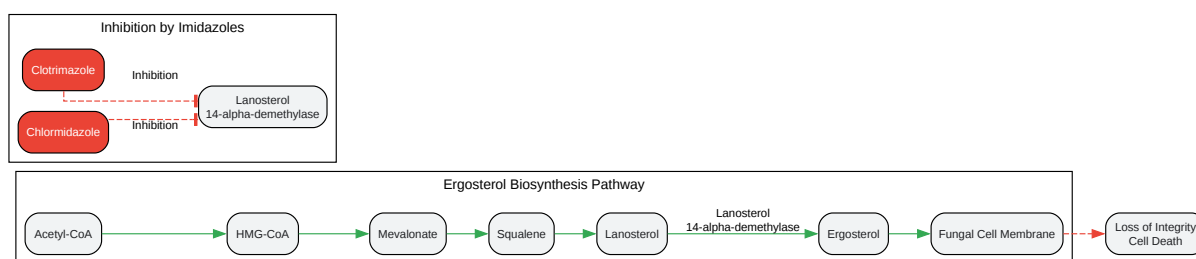 Inhibition by Imidazoles
Clotrimazole
Inhibition
Lanosterol
14-alpha-demethylase
Chlormidazole
Inhibition
Ergosterol Biosynthesis Pathway
Acetyl-CoA
HMG-CoA
Mevalonate
Squalene
Lanosterol
Lanosterol
14-alpha-demethylase
Ergosterol
Fungal Cell Membrane
Loss of Integrity
Cell Death